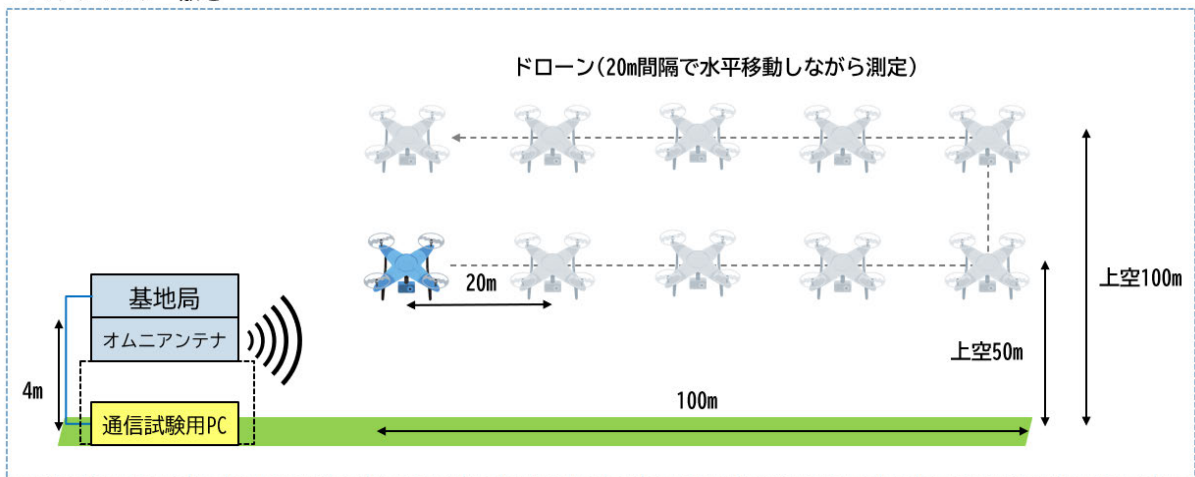 ドローン(20m間隔で水平移動しながら測定)
基地局
オムニアンテナ
4m
通信試験用PC
20m
100m
上空50m
上空100m